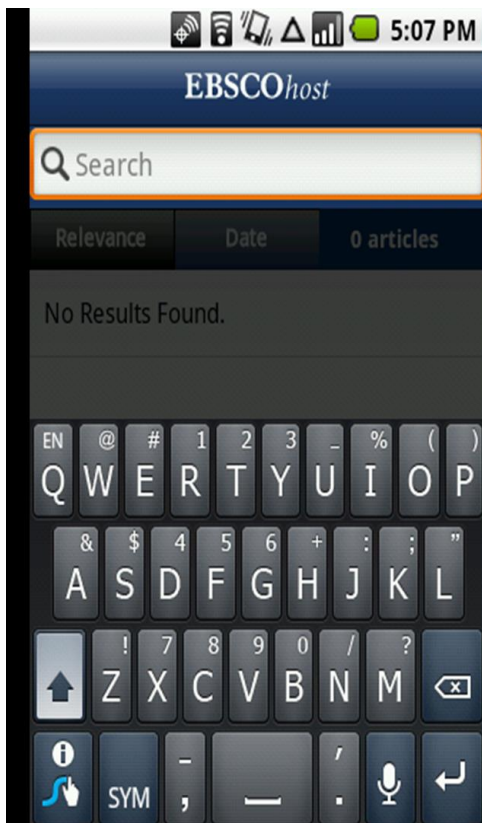 5:07 PM
EBSCOhost
Search
Relevance Date 0 articles
No Results Found.
EN @ # 1 2 3 _ % ( )
Q W E R T Y U I O P
& $ 4 5 6 + : ; "
A S D F G H J K L
! 7 8 9 0 / ?
Z X C V B N M
SYM - , ' .